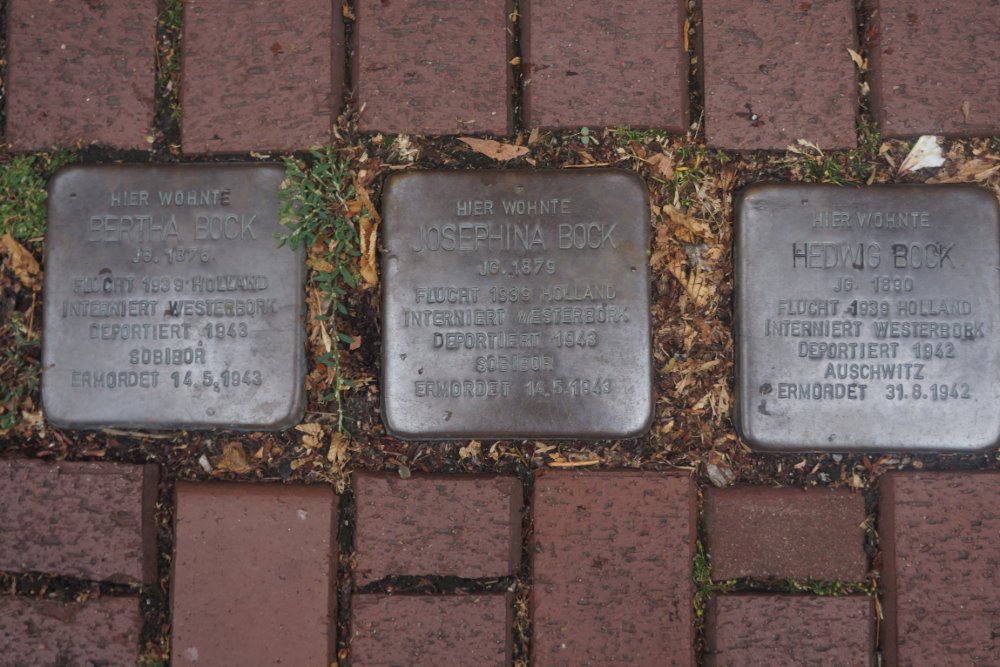 HIER WOHNTE
BERTHA BOCK
JG. 1876
FLUCHT 1939 HOLLAND
INTERNIERT WESTERBORK
DEPORTIERT 1943
SOBIBOR
ERMORDET 14.5.1943
HIER WOHNTE
JOSEPHINA BOCK
JG. 1879
FLUCHT 1939 HOLLAND
INTERNIERT WESTERBORK
DEPORTIERT 1943
SOBIBOR
ERMORDET 14.5.1943
HIER WOHNTE
HEDWIG BOCK
JG. 1890
FLUCHT 1939 HOLLAND
INTERNIERT WESTERBORK
DEPORTIERT 1942
AUSCHWITZ
ERMORDET 31.8.1942